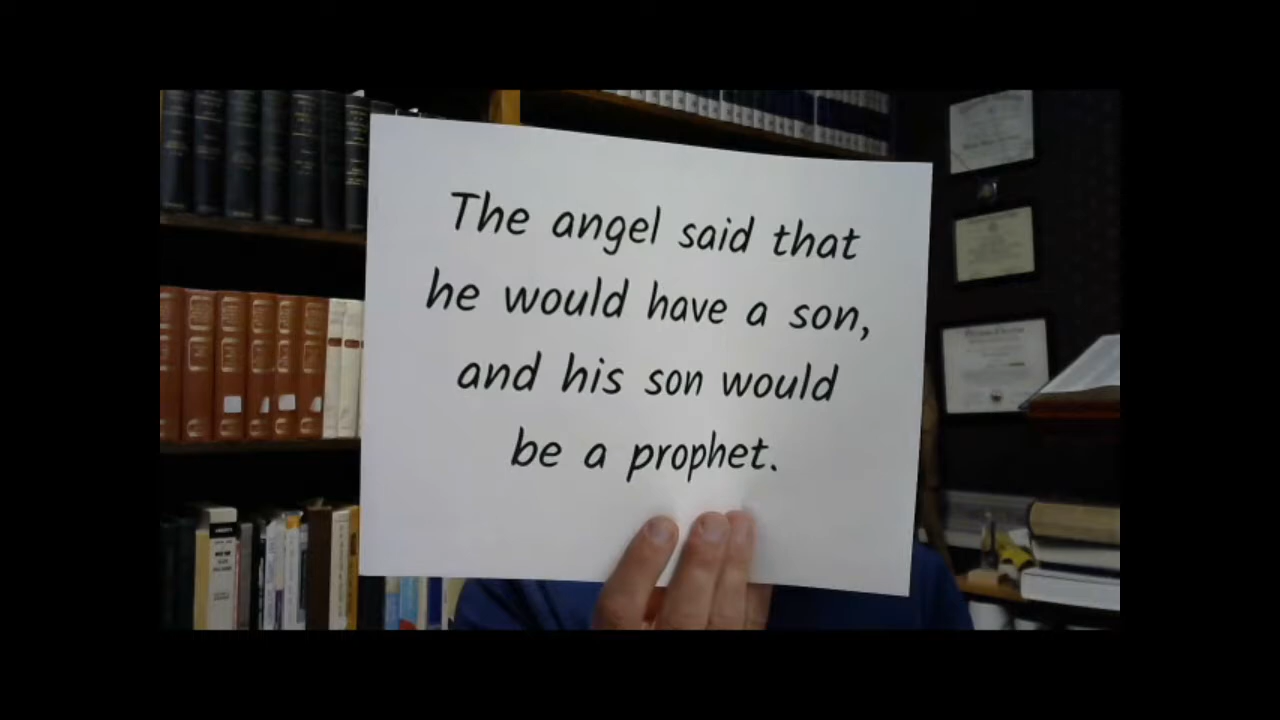 The angel said that
he would have a son,
and his son would
be a prophet.